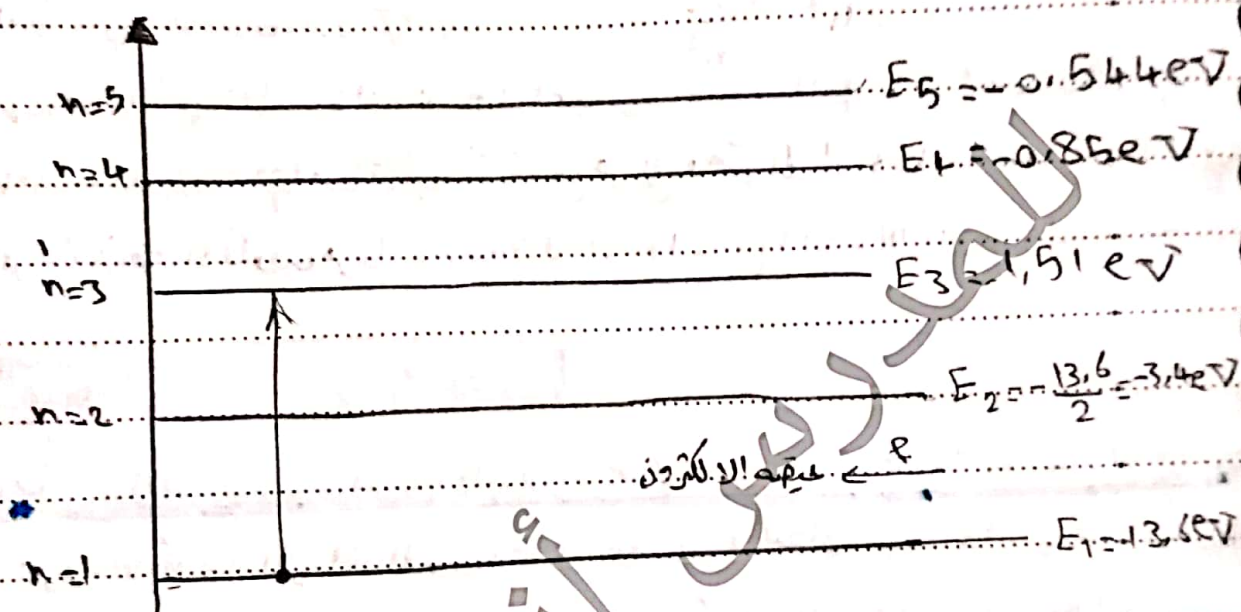 n=5 E5 = -0.544eV
n=4 E4 = -0.85eV
n=3 E3 = -1,51 eV
n=2 E2 = -13,6/2 = -3,4eV
الالكترون
n=1 E1 = -13,6eV